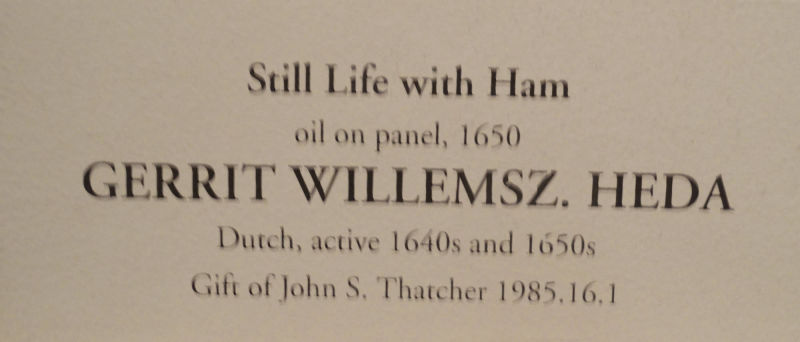 Still Life with Ham
oil on panel, 1650
GERRIT WILLEMSZ. HEDA
Dutch, active 1640s and 1650s
Gift of John S. Thatcher 1985.16.1